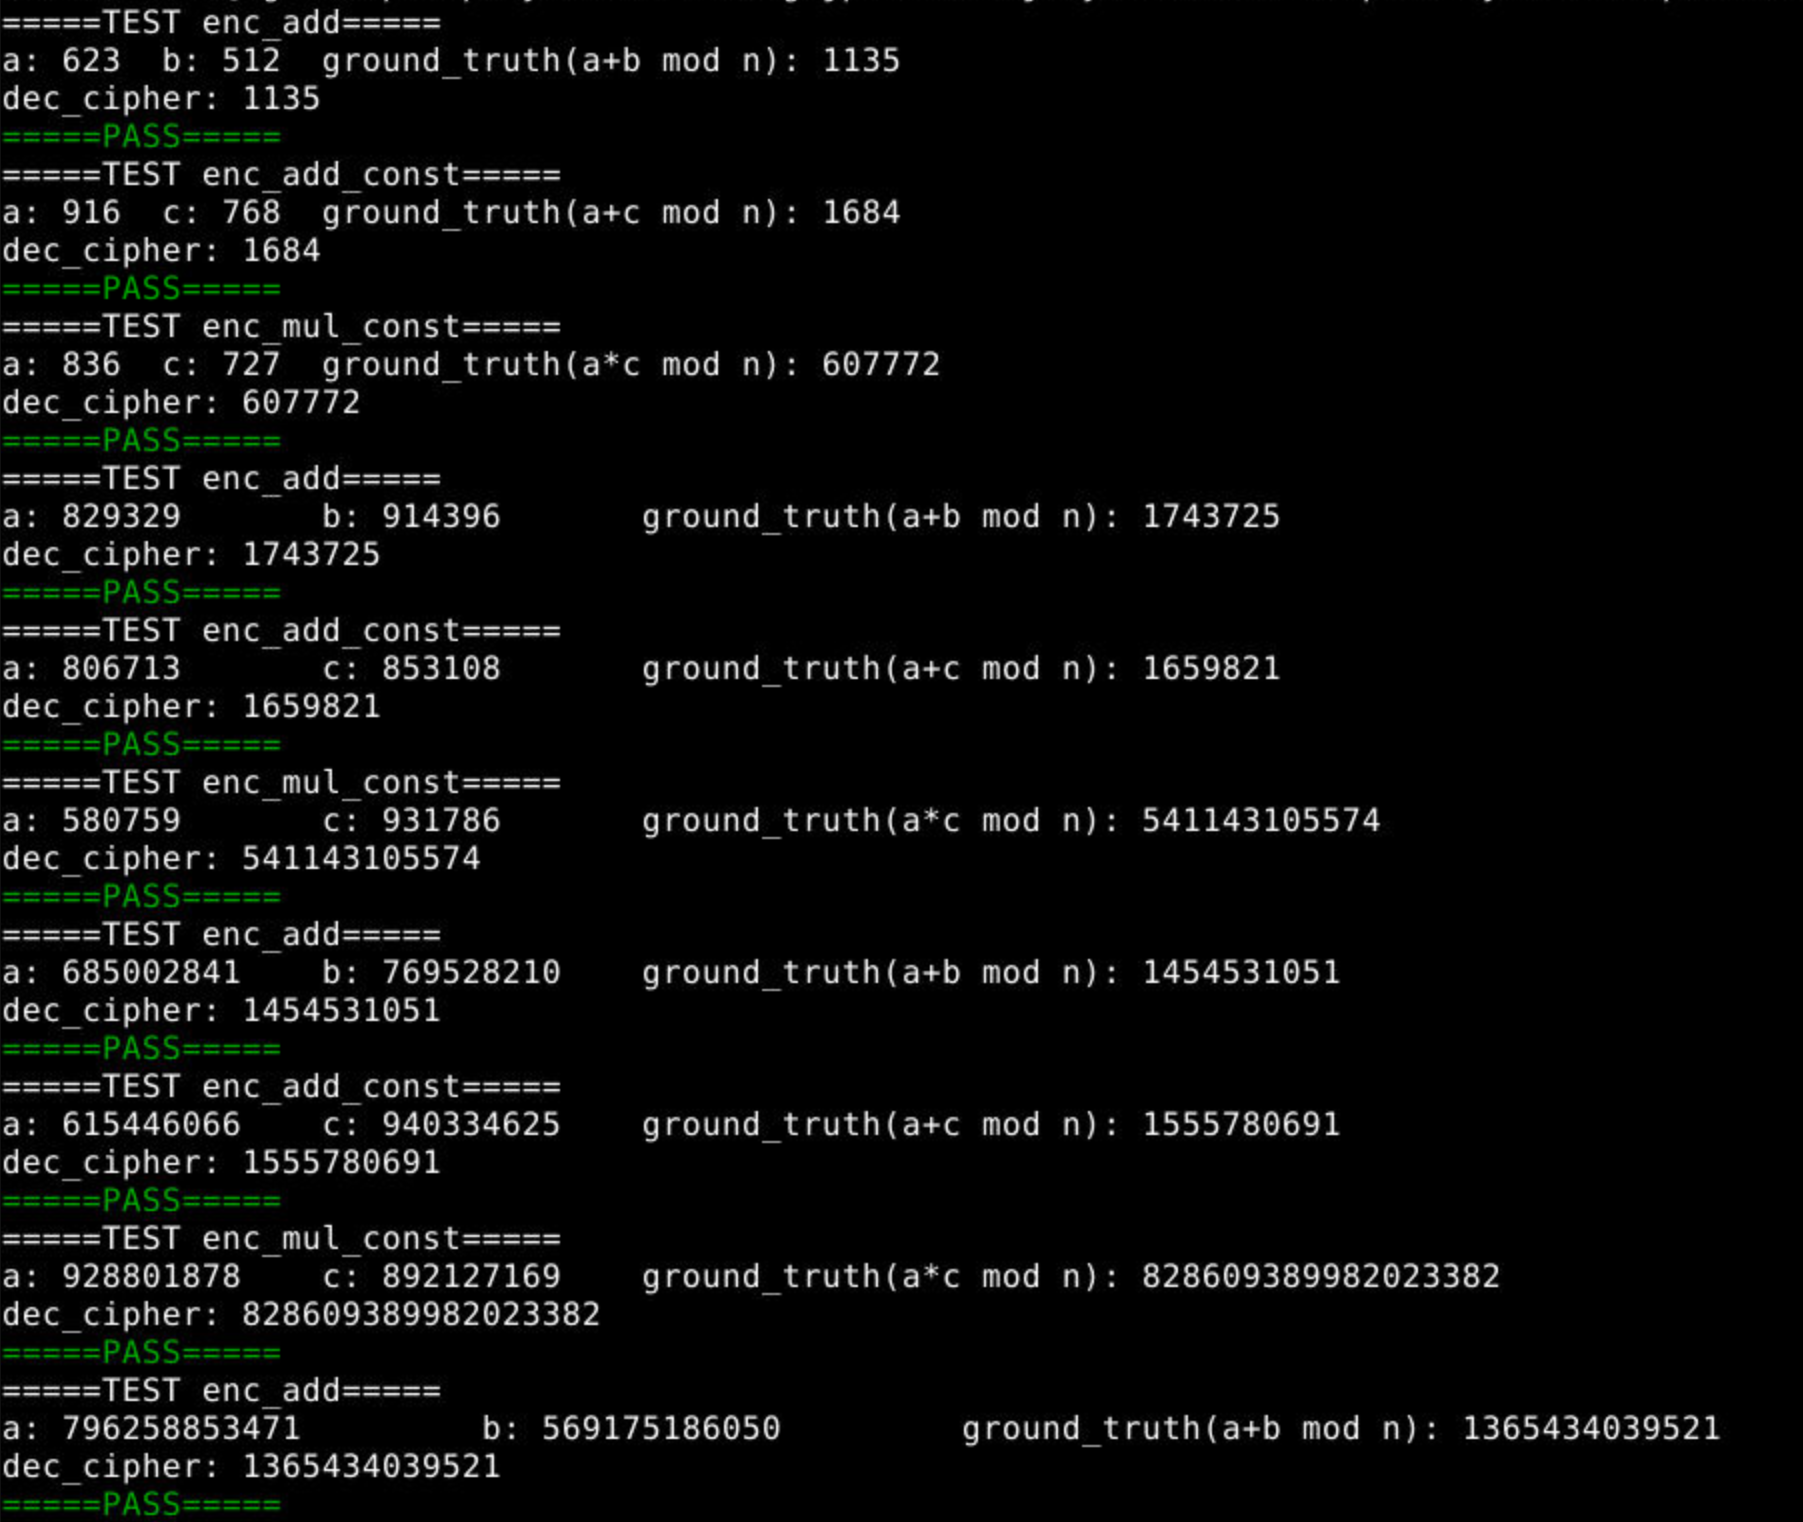 =====TEST enc_add=====
a: 623  b: 512  ground_truth(a+b mod n): 1135
dec_cipher: 1135
=====PASS=====
=====TEST enc_add_const=====
a: 916  c: 768  ground_truth(a+c mod n): 1684
dec_cipher: 1684
=====PASS=====
=====TEST enc_mul_const=====
a: 836  c: 727  ground_truth(a*c mod n): 607772
dec_cipher: 607772
=====PASS=====
=====TEST enc_add=====
a: 829329       b: 914396       ground_truth(a+b mod n): 1743725
dec_cipher: 1743725
=====PASS=====
=====TEST enc_add_const=====
a: 806713       c: 853108       ground_truth(a+c mod n): 1659821
dec_cipher: 1659821
=====PASS=====
=====TEST enc_mul_const=====
a: 580759       c: 931786       ground_truth(a*c mod n): 541143105574
dec_cipher: 541143105574
=====PASS=====
=====TEST enc_add=====
a: 685002841    b: 769528210    ground_truth(a+b mod n): 1454531051
dec_cipher: 1454531051
=====PASS=====
=====TEST enc_add_const=====
a: 615446066    c: 940334625    ground_truth(a+c mod n): 1555780691
dec_cipher: 1555780691
=====PASS=====
=====TEST enc_mul_const=====
a: 928801878    c: 892127169    ground_truth(a*c mod n): 828609389982023382
dec_cipher: 828609389982023382
=====PASS=====
=====TEST enc_add=====
a: 796258853471         b: 569175186050         ground_truth(a+b mod n): 1365434039521
dec_cipher: 1365434039521
=====PASS=====